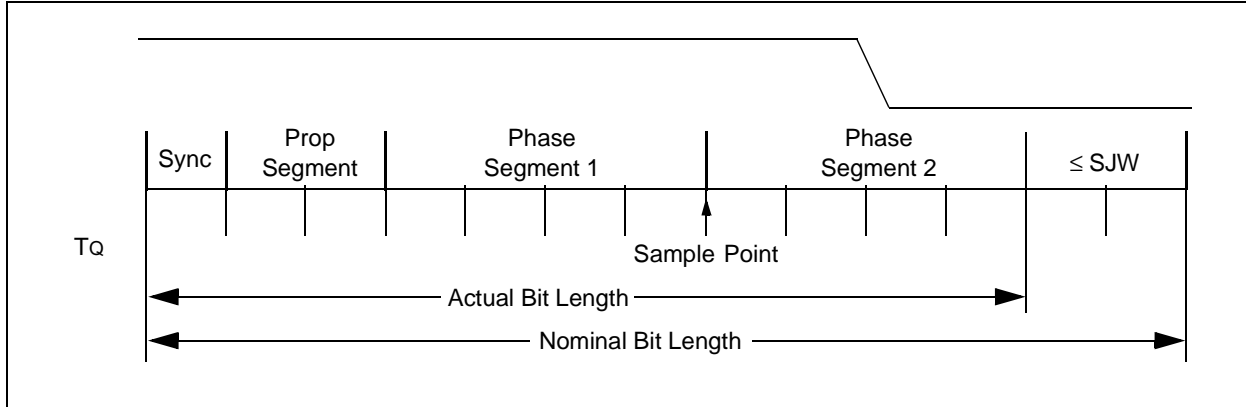 Sync
Prop
Segment
Phase
Segment 1
Phase
Segment 2
≤ SJW
TQ
Sample Point
Actual Bit Length
Nominal Bit Length